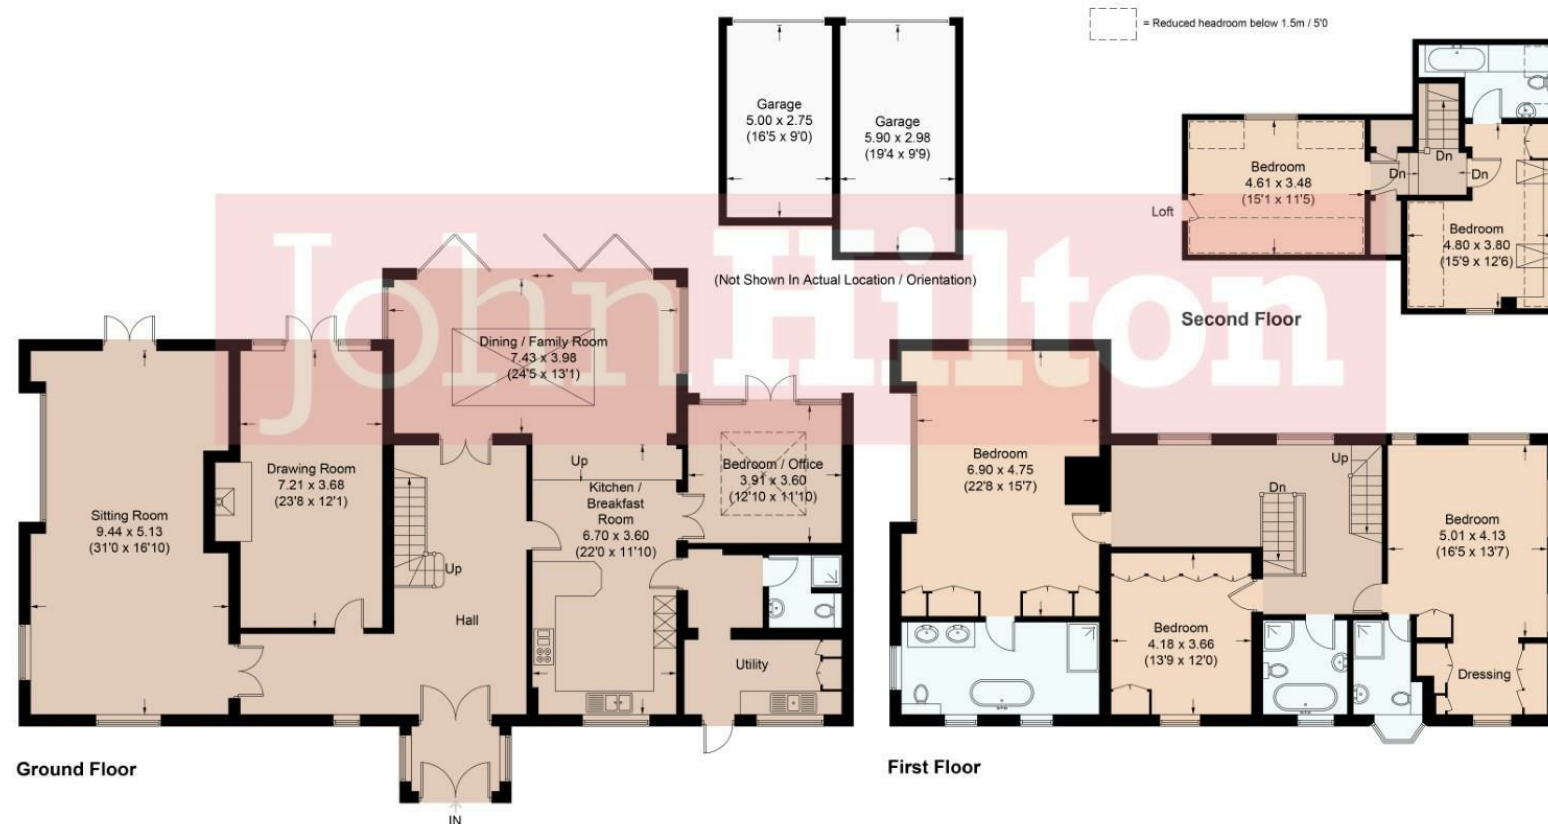 = Reduced headroom below 1.5m / 5'0
Garage
5.00 x 2.75
(16'5 x 9'0)
Garage
5.90 x 2.98
(19'4 x 9'9)
(Not Shown In Actual Location / Orientation)
Bedroom
4.61 x 3.48
(15'1 x 11'5)
Loft
Dn
Dn
Dn
Bedroom
4.80 x 3.80
(15'9 x 12'6)
Second Floor
JohnHilton
Dining / Family Room
7.43 x 3.98
(24'5 x 13'1)
Sitting Room
9.44 x 5.13
(31'0 x 16'10)
Drawing Room
7.21 x 3.68
(23'8 x 12'1)
Up
Hall
Up
Kitchen /
Breakfast
Room
6.70 x 3.60
(22'0 x 11'10)
Bedroom / Office
3.91 x 3.60
(12'10 x 11'10)
Utility
IN
Ground Floor
Bedroom
6.90 x 4.75
(22'8 x 15'7)
Dn
Up
Bedroom
5.01 x 4.13
(16'5 x 13'7)
Bedroom
4.18 x 3.66
(13'9 x 12'0)
Dressing
First Floor